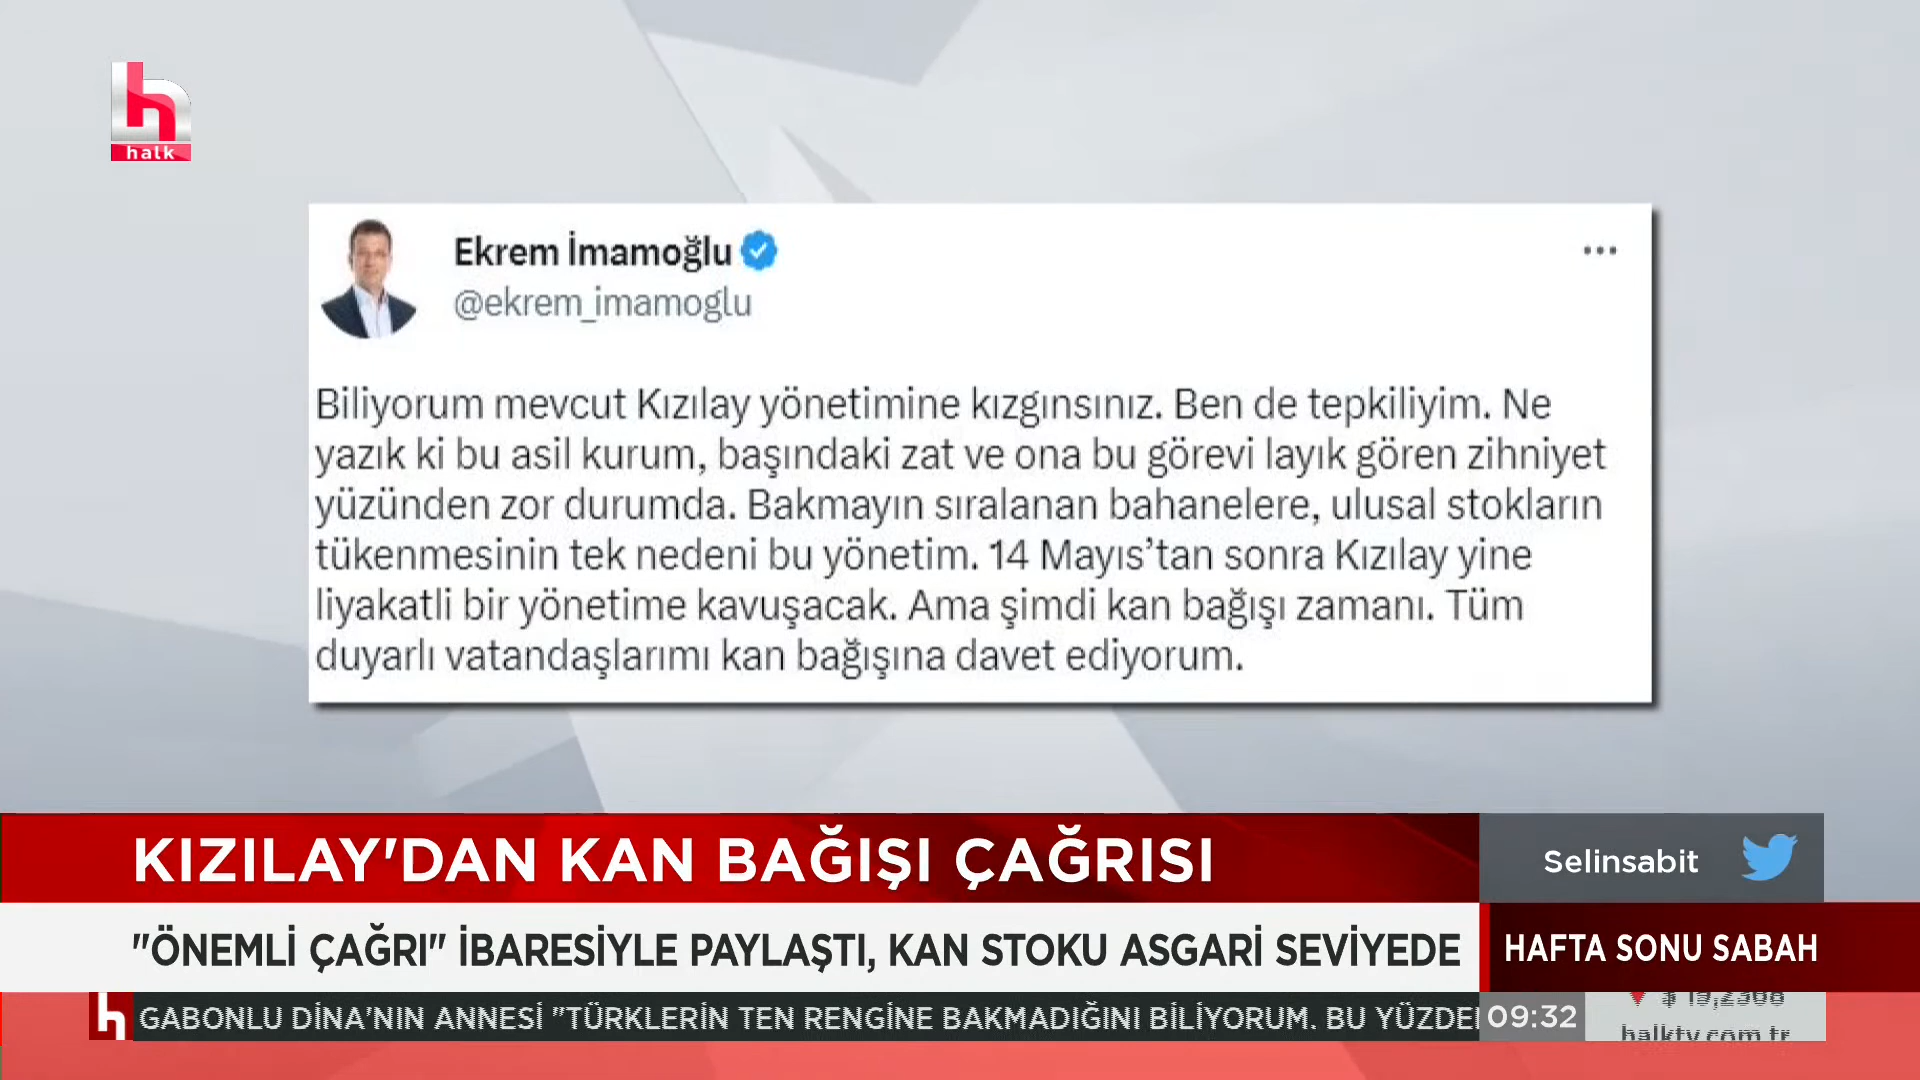 halk
Ekrem İmamoğlu
@ekrem_imamoglu
Biliyorum mevcut Kızılay yönetimine kızgınsınız. Ben de tepkiliyim. Ne
yazık ki bu asil kurum, başındaki zat ve ona bu görevi layık gören zihniyet
yüzünden zor durumda. Bakmayın sıralanan bahanelere, ulusal stokların
tükenmesinin tek nedeni bu yönetim. 14 Mayıs’tan sonra Kızılay yine
liyakatli bir yönetime kavuşacak. Ama şimdi kan bağışı zamanı. Tüm
duyarlı vatandaşlarımı kan bağışına davet ediyorum.
KIZILAY'DAN KAN BAĞIŞI ÇAĞRISI
Selinsabit
"ÖNEMLİ ÇAĞRI" İBARESİYLE PAYLAŞTI, KAN STOKU ASGARİ SEVİYEDE
HAFTA SONU SABAH
GABONLU DİNA'NIN ANNESİ "TÜRKLERİN TEN RENGİNE BAKMADIĞINI BİLİYORUM. BU YÜZDE
09:32
halktv.com.tr